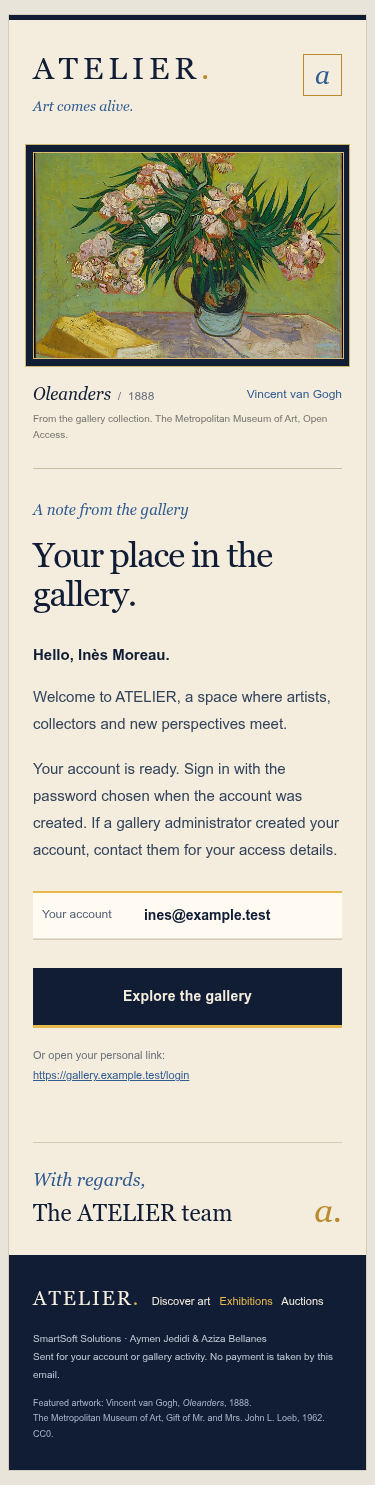 ATELIER.
a
Art comes alive.
Oleanders / 1888 Vincent van Gogh
From the gallery collection. The Metropolitan Museum of Art, Open
Access.
A note from the gallery
Your place in the
gallery.
Hello, Inès Moreau.
Welcome to ATELIER, a space where artists,
collectors and new perspectives meet.
Your account is ready. Sign in with the
password chosen when the account was
created. If a gallery administrator created your
account, contact them for your access details.
Your account ines@example.test
Explore the gallery
Or open your personal link:
https://gallery.example.test/login
With regards,
The ATELIER team
a.
ATELIER. Discover art Exhibitions Auctions
SmartSoft Solutions · Aymen Jedidi & Aziza Bellanes
Sent for your account or gallery activity. No payment is taken by this
email.
Featured artwork: Vincent van Gogh, Oleanders, 1888.
The Metropolitan Museum of Art, Gift of Mr. and Mrs. John L. Loeb, 1962.
CC0.